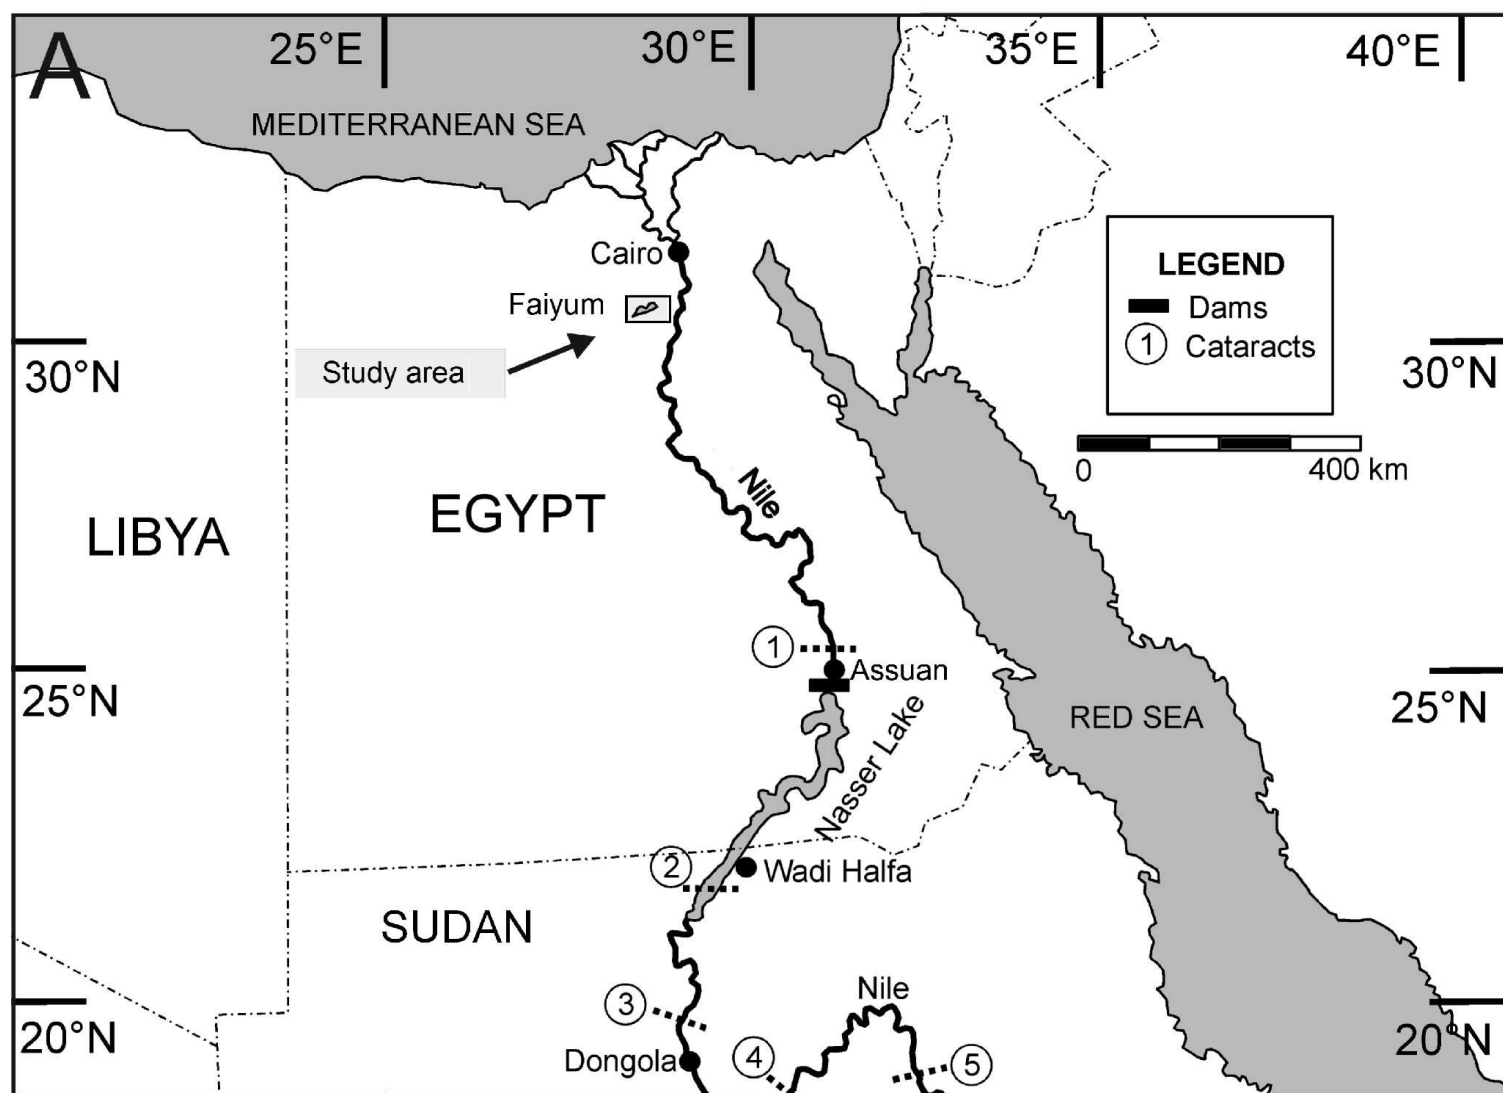 A
25°E
30°E
35°E
40°E
MEDITERRANEAN SEA
Cairo
Faiyum
Study area
LEGEND
Dams
1 Cataracts
30°N
30°N
0
400 km
Nile
LIBYA
EGYPT
1
Assuan
25°N
25°N
RED SEA
Nasser Lake
2
Wadi Halfa
SUDAN
Nile
3
20°N
20°N
Dongola
4
5